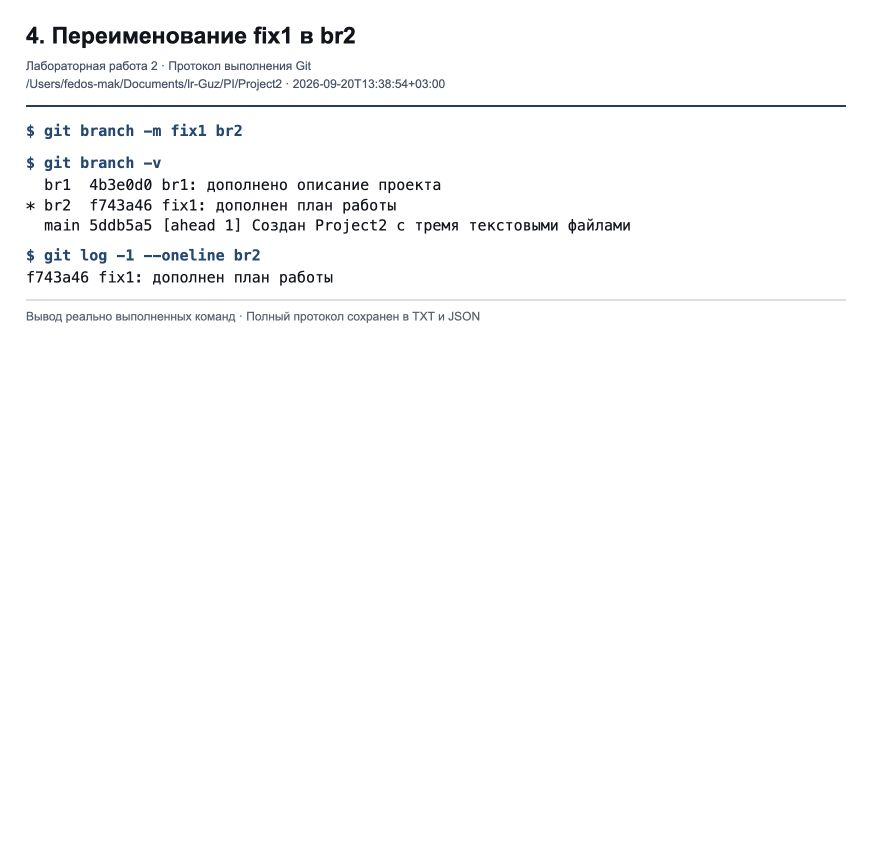 4. Переименование fix1 в br2
Лабораторная работа 2 · Протокол выполнения Git
/Users/fedos-mak/Documents/lr-Guz/PI/Project2 · 2026-09-20T13:38:54+03:00
$ git branch -m fix1 br2
$ git branch -v
  br1  4b3e0d0 br1: дополнено описание проекта
* br2  f743a46 fix1: дополнен план работы
  main 5ddb5a5 [ahead 1] Создан Project2 с тремя текстовыми файлами
$ git log -1 --oneline br2
f743a46 fix1: дополнен план работы
Вывод реально выполненных команд · Полный протокол сохранен в TXT и JSON